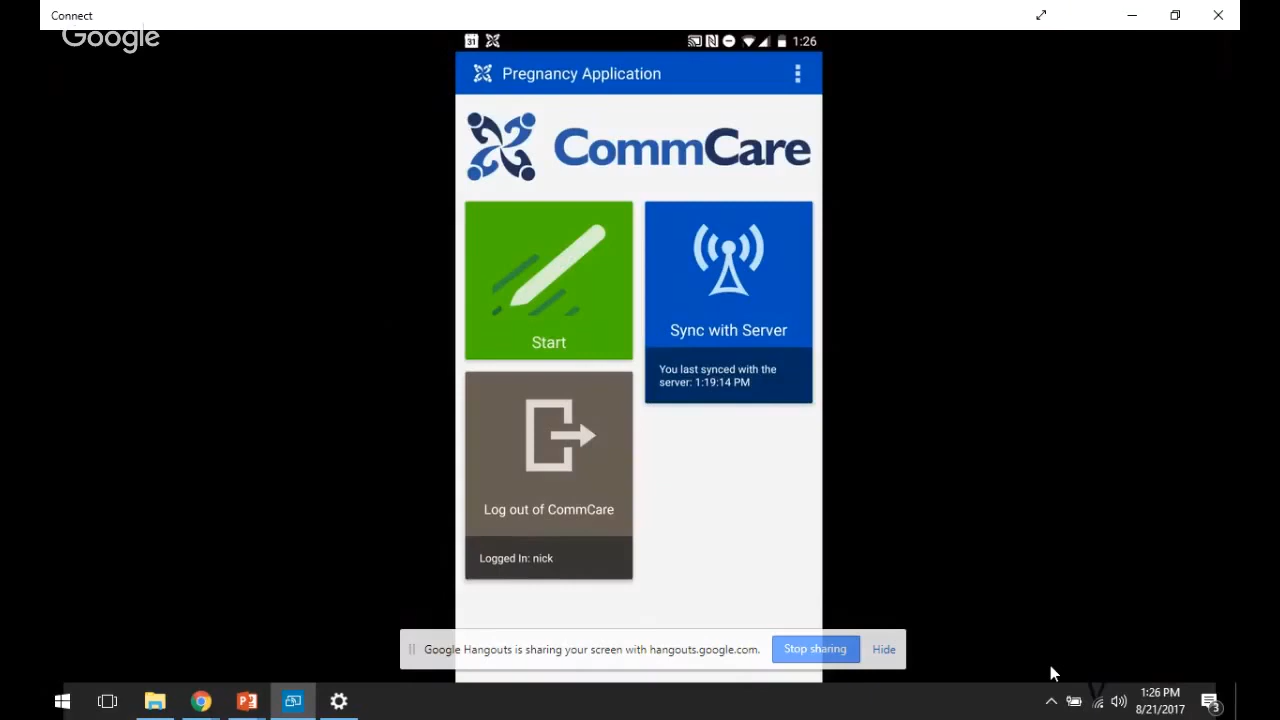 Connect
Google
31
1:26
Pregnancy Application
CommCare
Start
Sync with Server
You last synced with the
server: 1:19:14 PM
Log out of CommCare
Logged In: nick
Google Hangouts is sharing your screen with hangouts.google.com.
Stop sharing
Hide
1:26 PM
8/21/2017
3